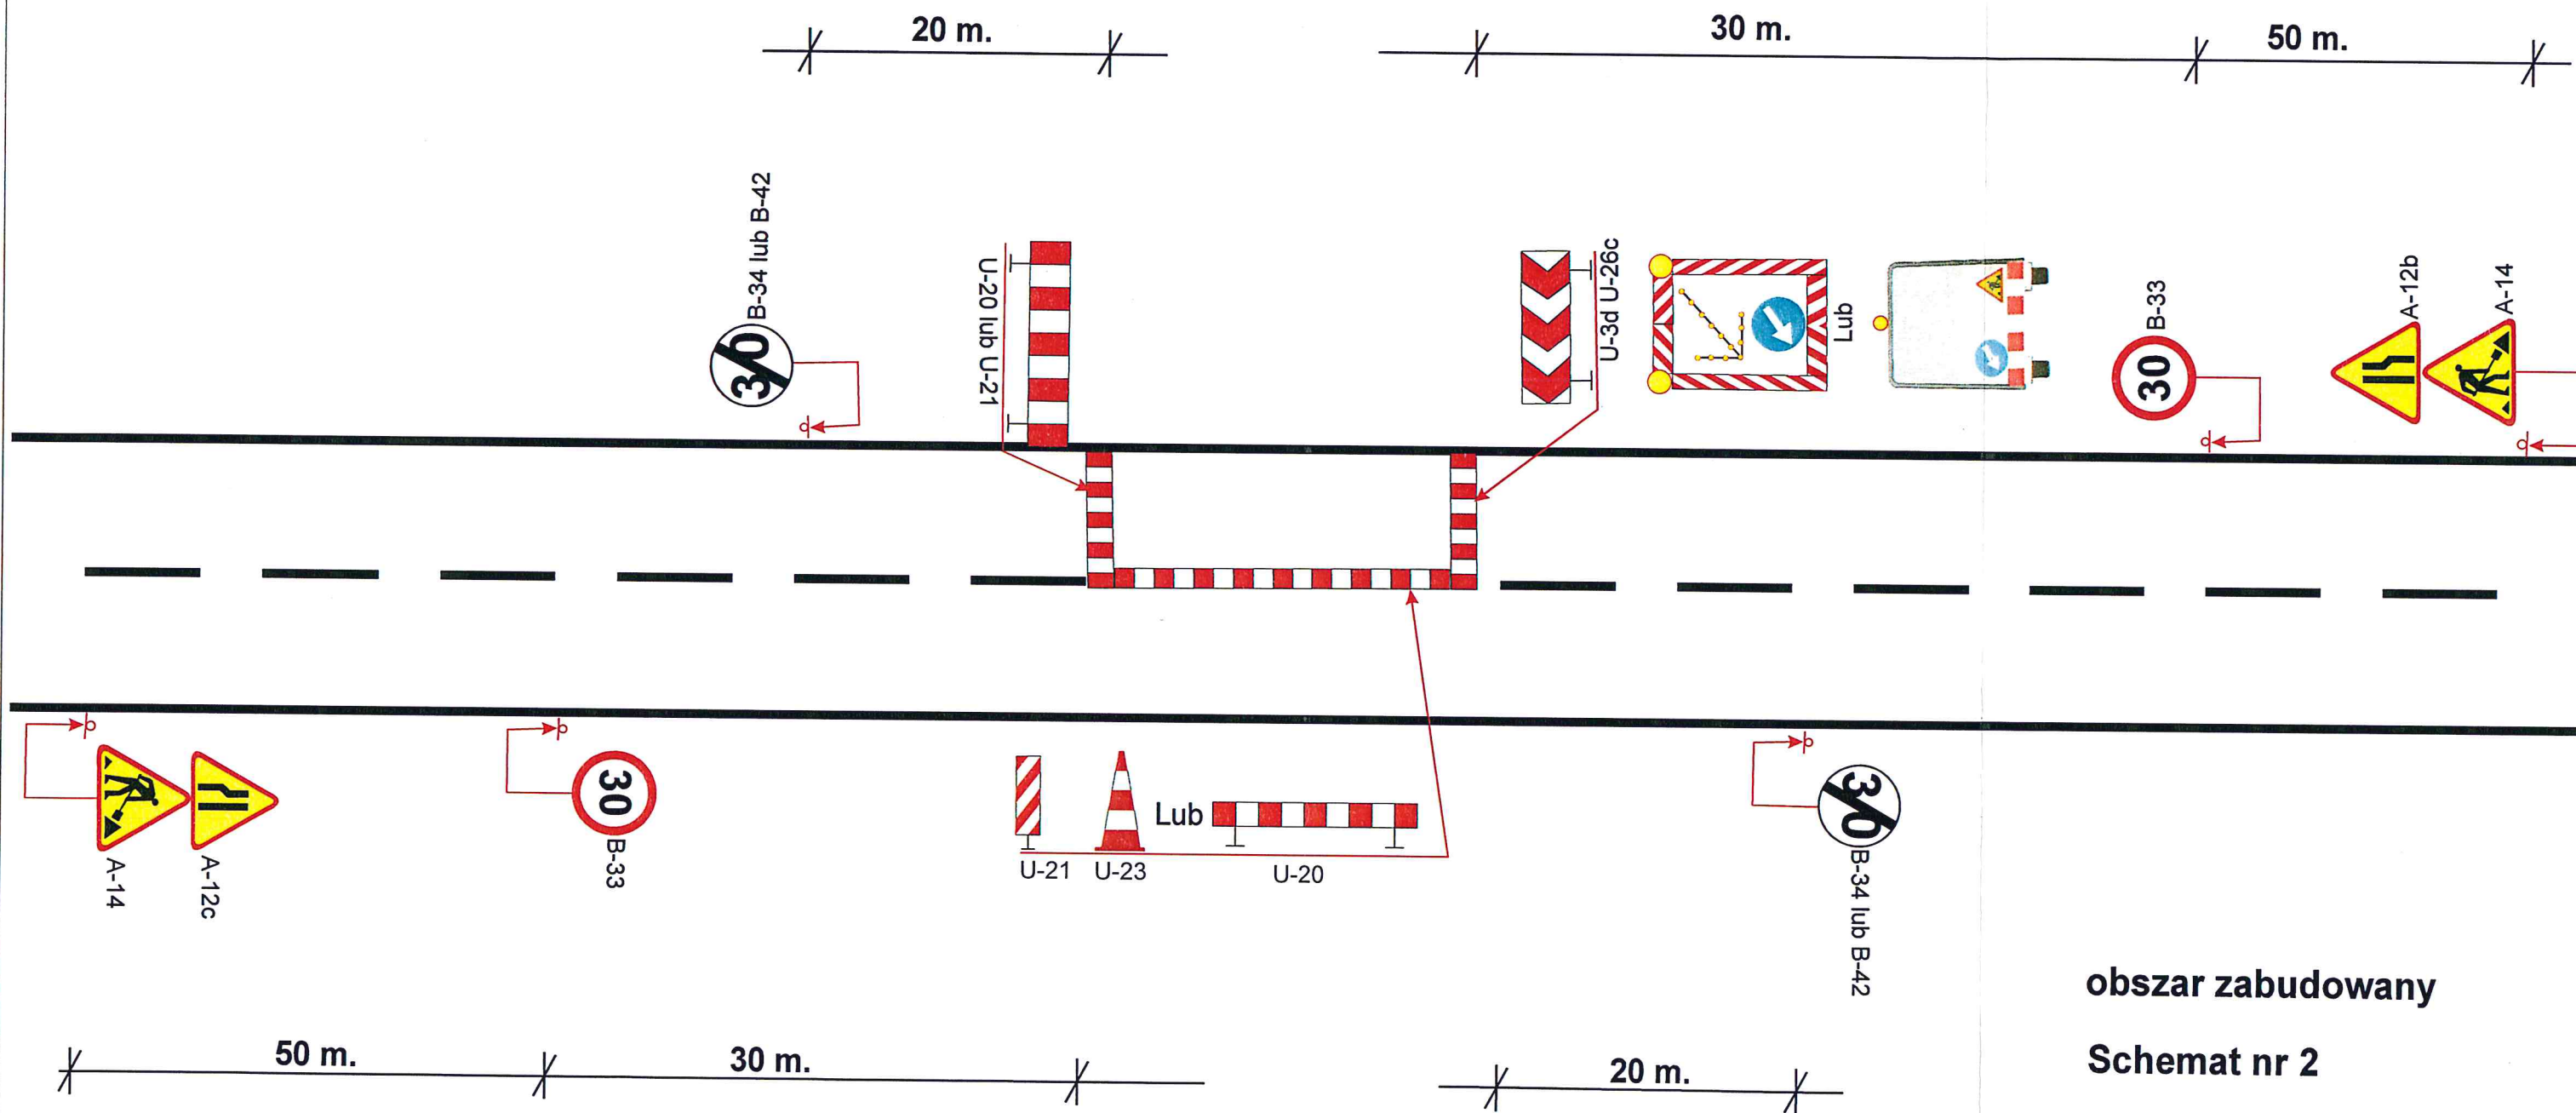 20 m.
30 m.
50 m.
B-34 lub B-42
30
U-20 lub U-21
U-3d U-26c
Lub
B-33
30
A-12b
A-14
A-14
A-12c
30
B-33
U-21
U-23
Lub
U-20
30
B-34 lub B-42
obszar zabudowany
Schemat nr 2
50 m.
30 m.
20 m.